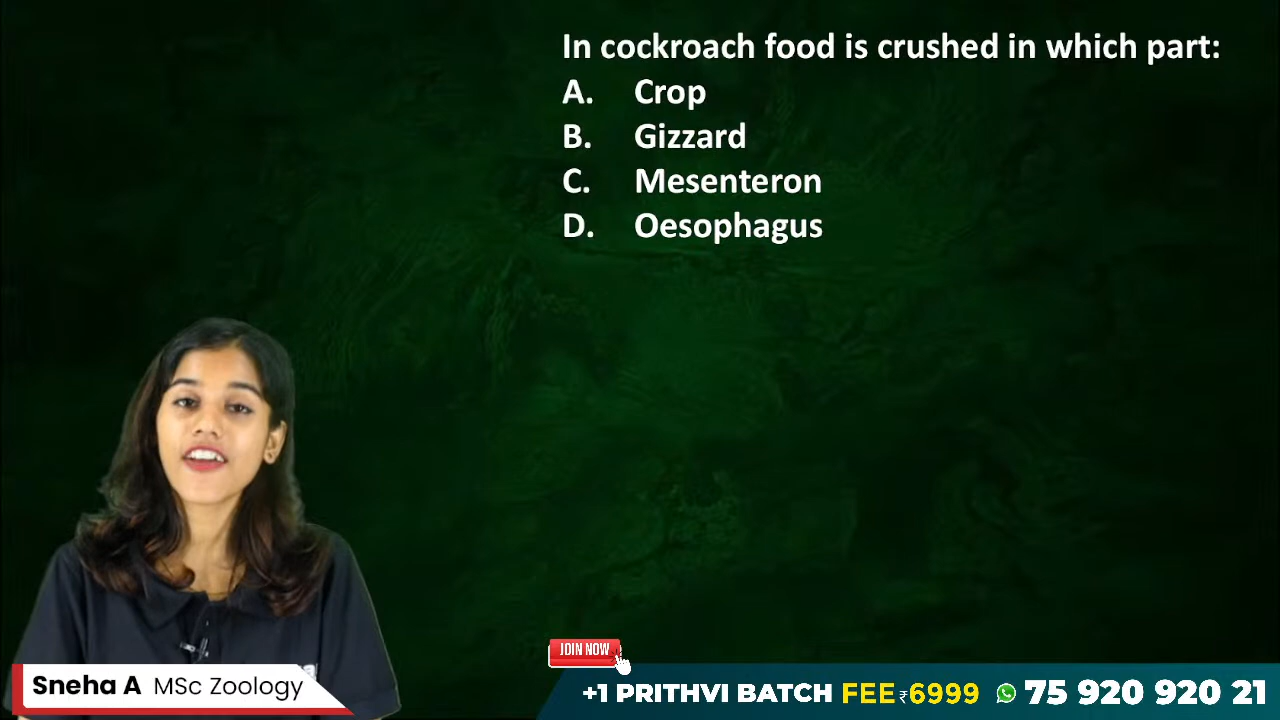 In cockroach food is crushed in which part:
A. Crop
B. Gizzard
C. Mesenteron
D. Oesophagus
JOIN NOW
Sneha A MSc Zoology
+1 PRITHVI BATCH FEE ₹6999 75 920 920 21